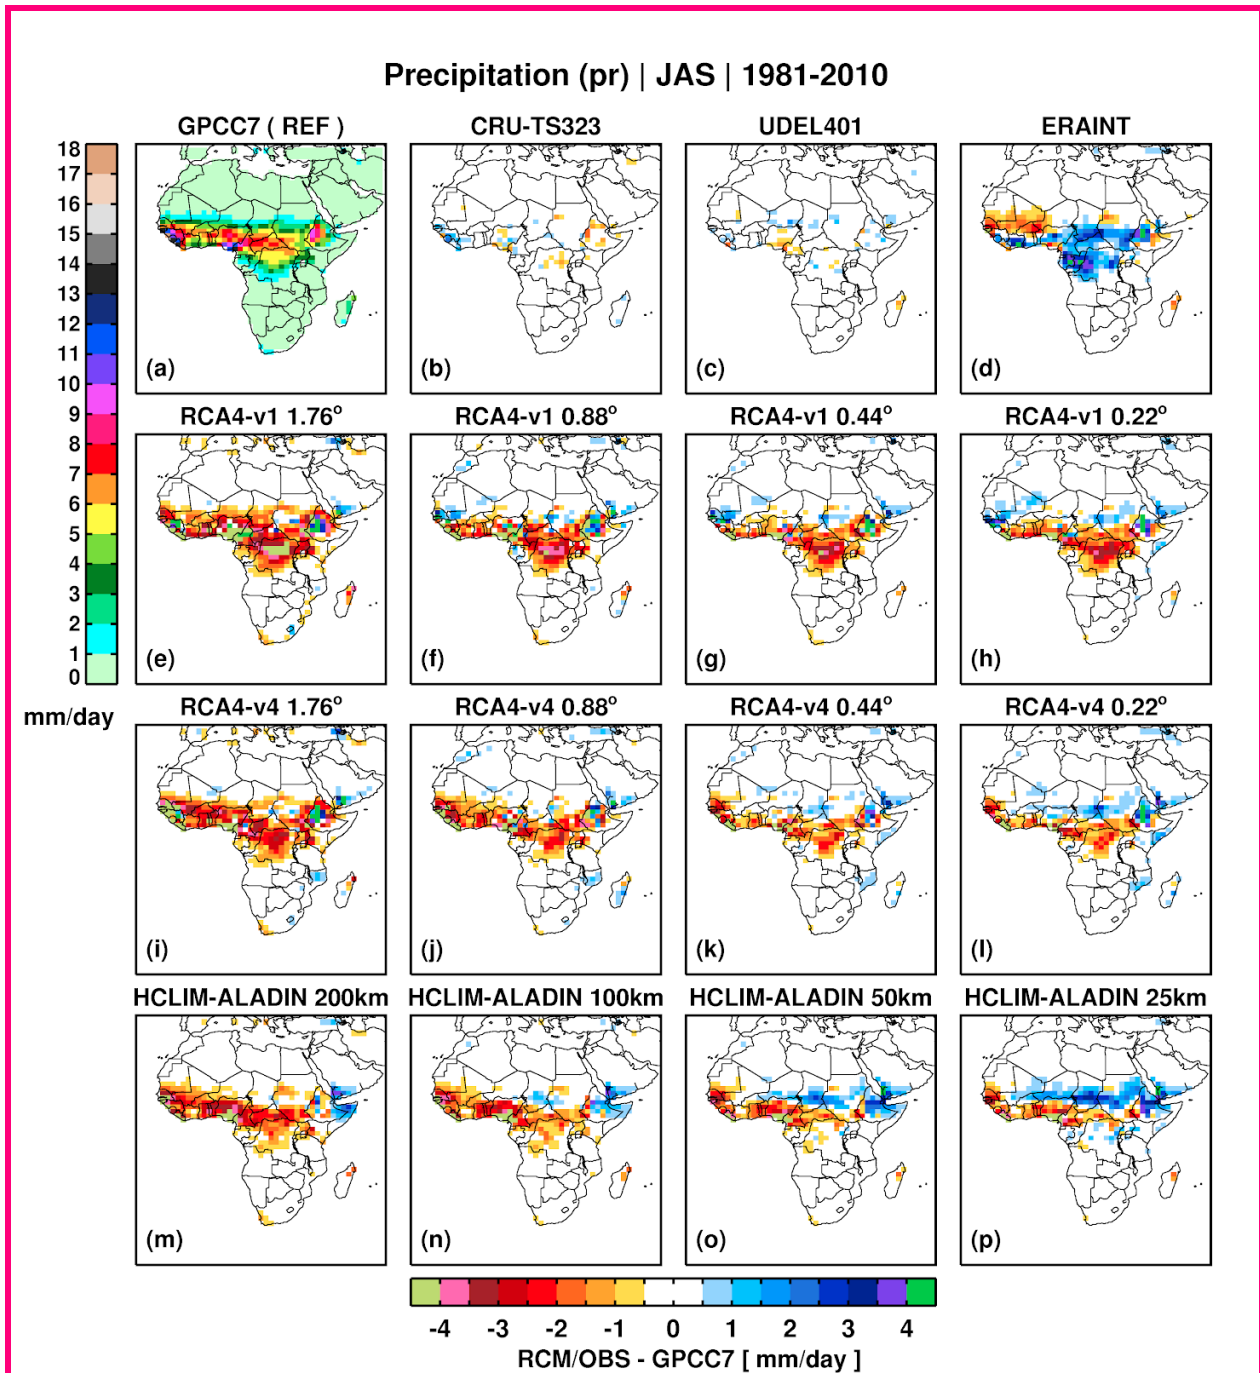 Precipitation (pr) | JAS | 1981-2010
GPCC7 ( REF )
CRU-TS323
UDEL401
ERAINT
18
17
16
15
14
13
12
11
10
9
8
7
6
5
4
3
2
1
0
mm/day
(a)
(b)
(c)
(d)
RCA4-v1 1.76°
RCA4-v1 0.88°
RCA4-v1 0.44°
RCA4-v1 0.22°
(e)
(f)
(g)
(h)
RCA4-v4 1.76°
RCA4-v4 0.88°
RCA4-v4 0.44°
RCA4-v4 0.22°
(i)
(j)
(k)
(l)
HCLIM-ALADIN 200km
HCLIM-ALADIN 100km
HCLIM-ALADIN 50km
HCLIM-ALADIN 25km
(m)
(n)
(o)
(p)
-4 -3 -2 -1 0 1 2 3 4
RCM/OBS - GPCC7 [ mm/day ]